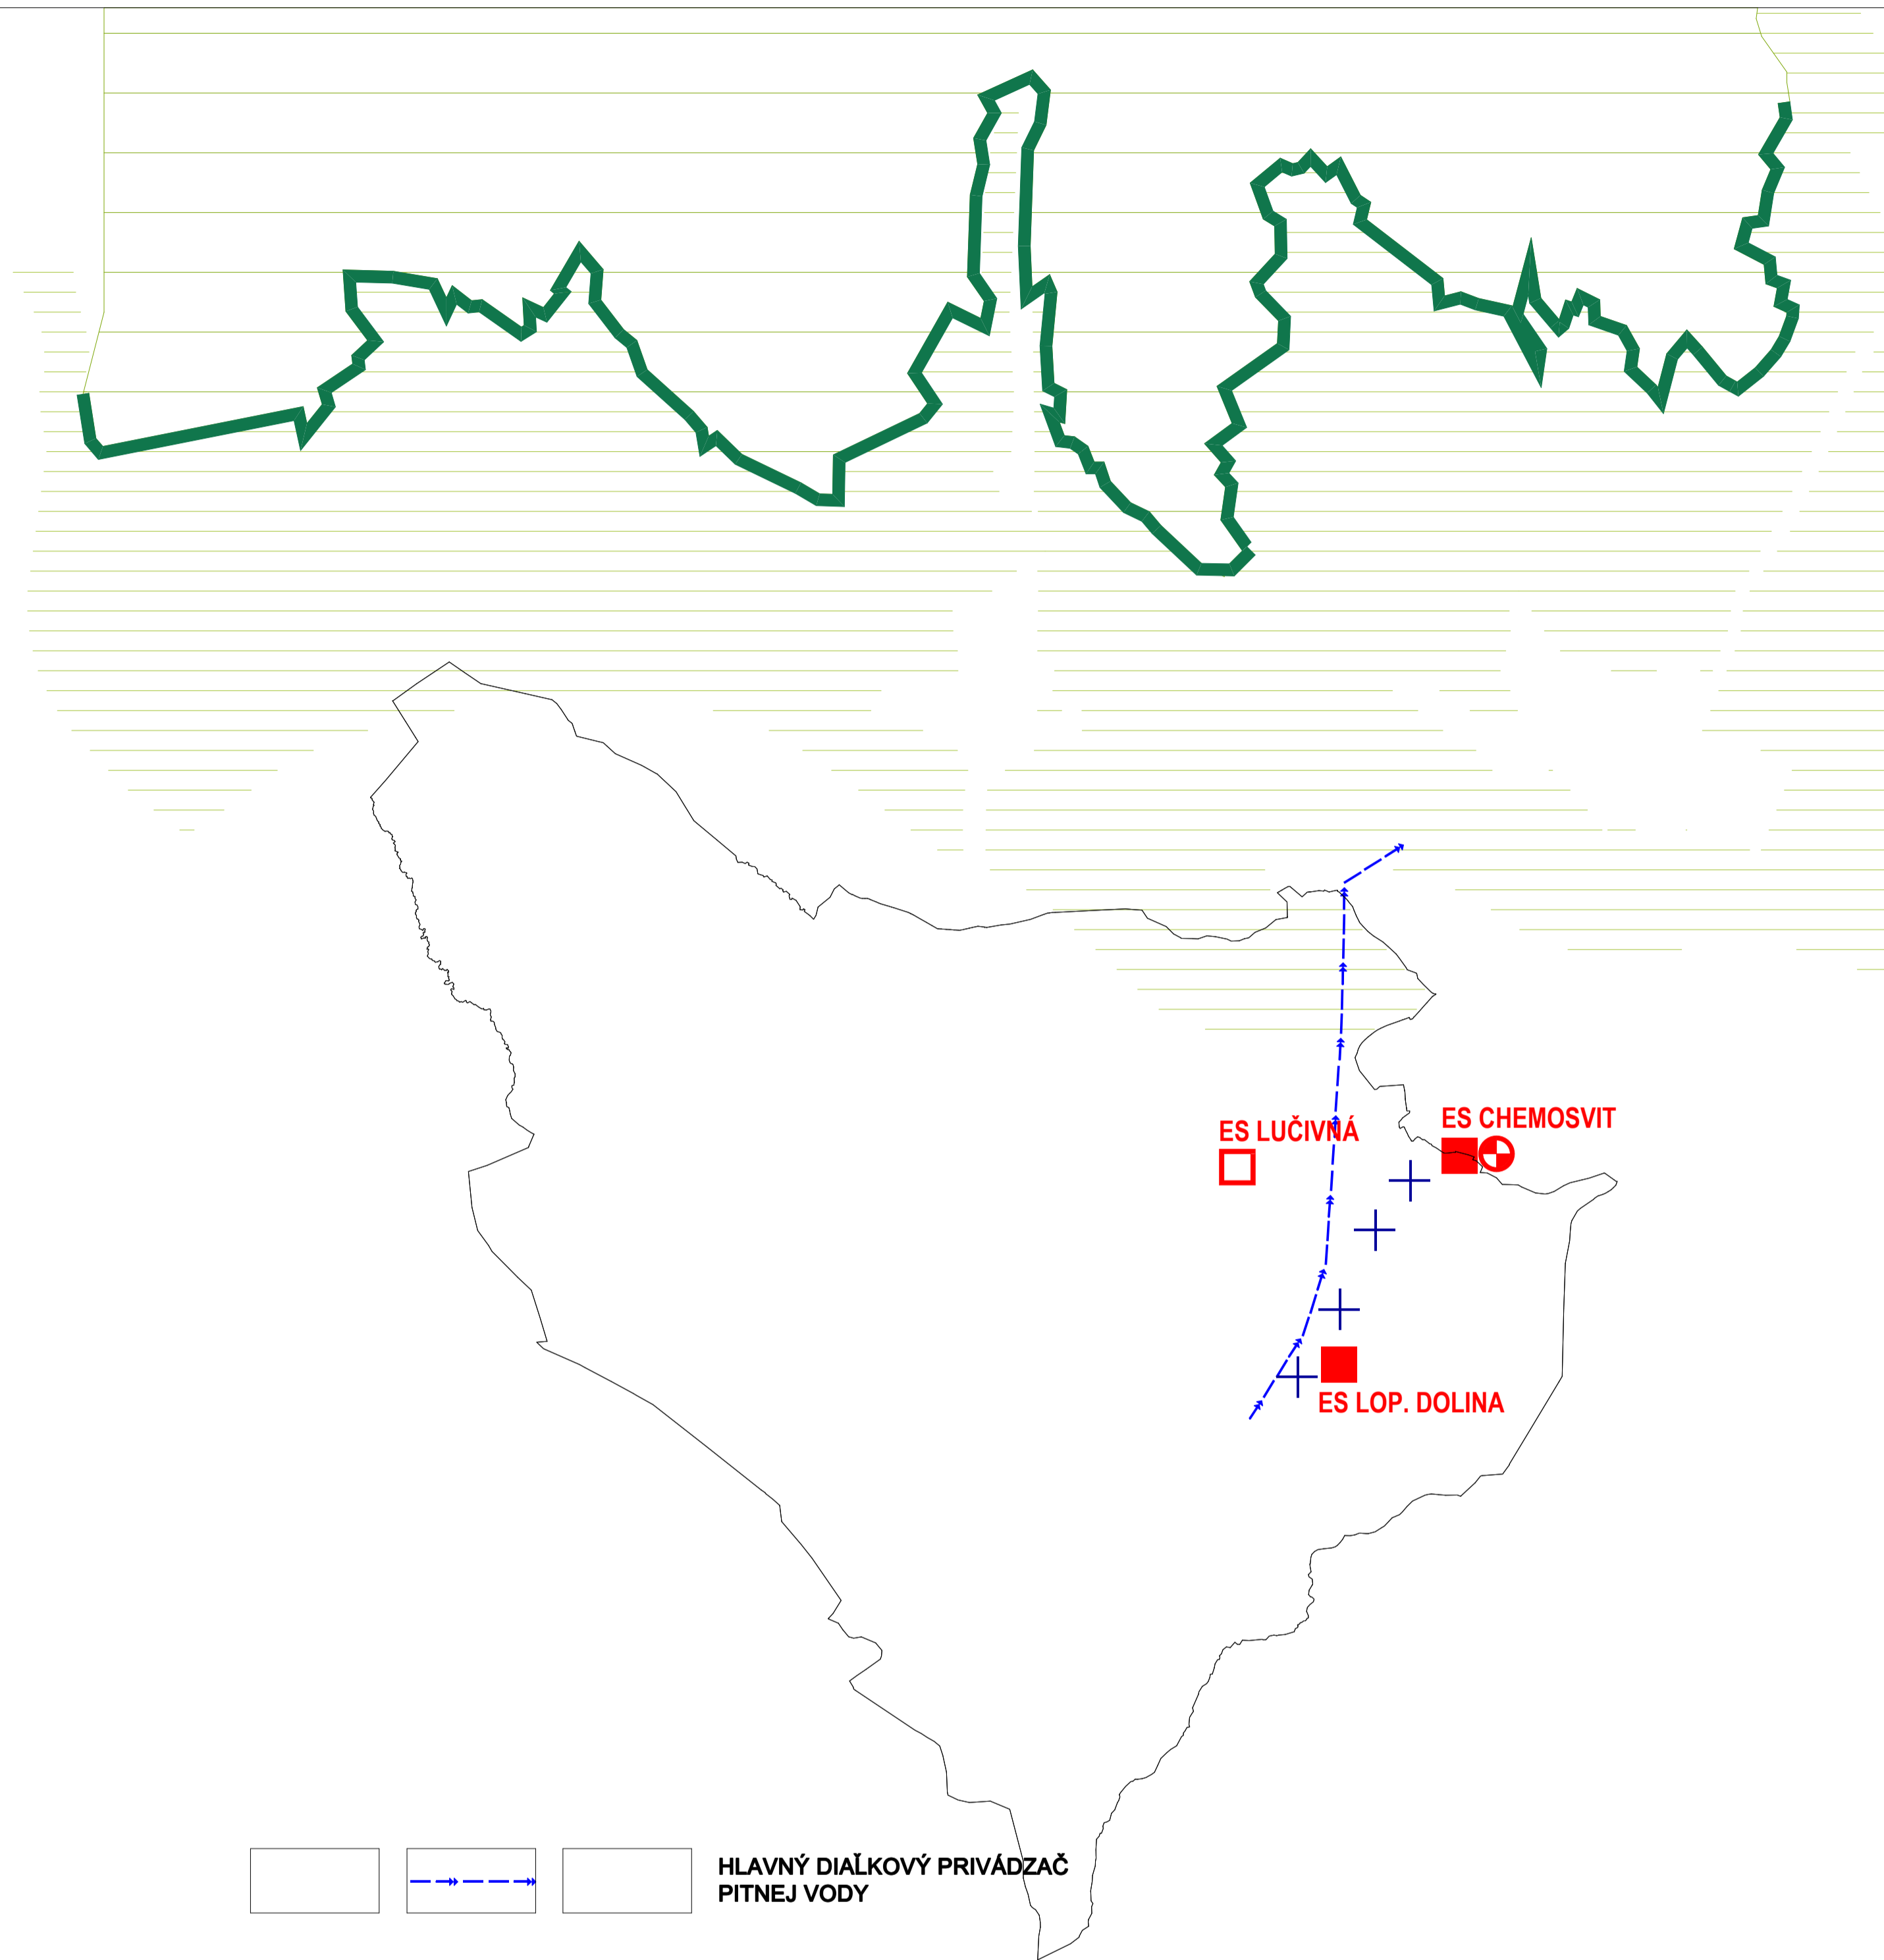 ES CHEMOSVIT
ES LUČIVNÁ
ES LOP. DOLINA
HLAVNÝ DIAĽKOVÝ PRIVÁDZAČ
PITNEJ VODY